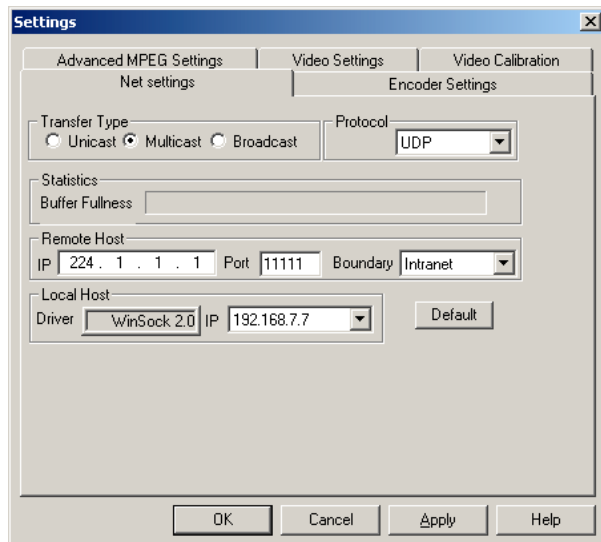 Settings
Advanced MPEG Settings Video Settings Video Calibration
Net settings Encoder Settings
Transfer Type Protocol
Unicast Multicast Broadcast UDP
Statistics
Buffer Fullness
Remote Host
IP 224 . 1 . 1 . 1 Port 11111 Boundary Intranet
Local Host
Driver WinSock 2.0 IP 192.168.7.7 Default
OK Cancel Apply Help